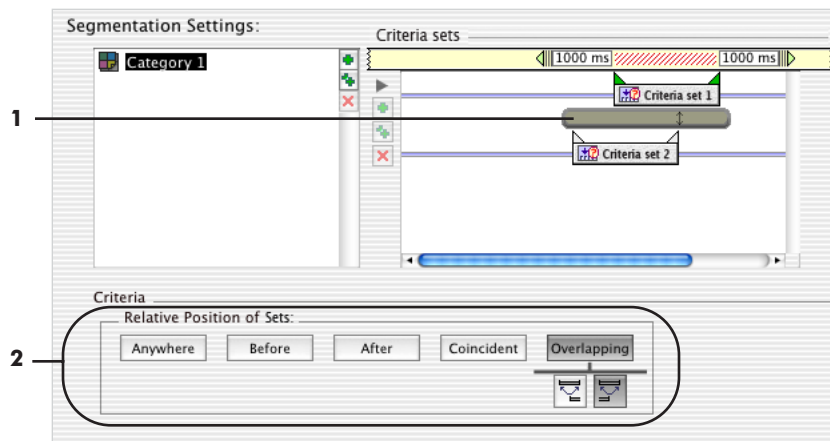 Segmentation Settings:
Criteria sets
Category 1
1000 ms
1000 ms
Criteria set 1
1
Criteria set 2
Criteria
Relative Position of Sets:
2
Anywhere
Before
After
Coincident
Overlapping